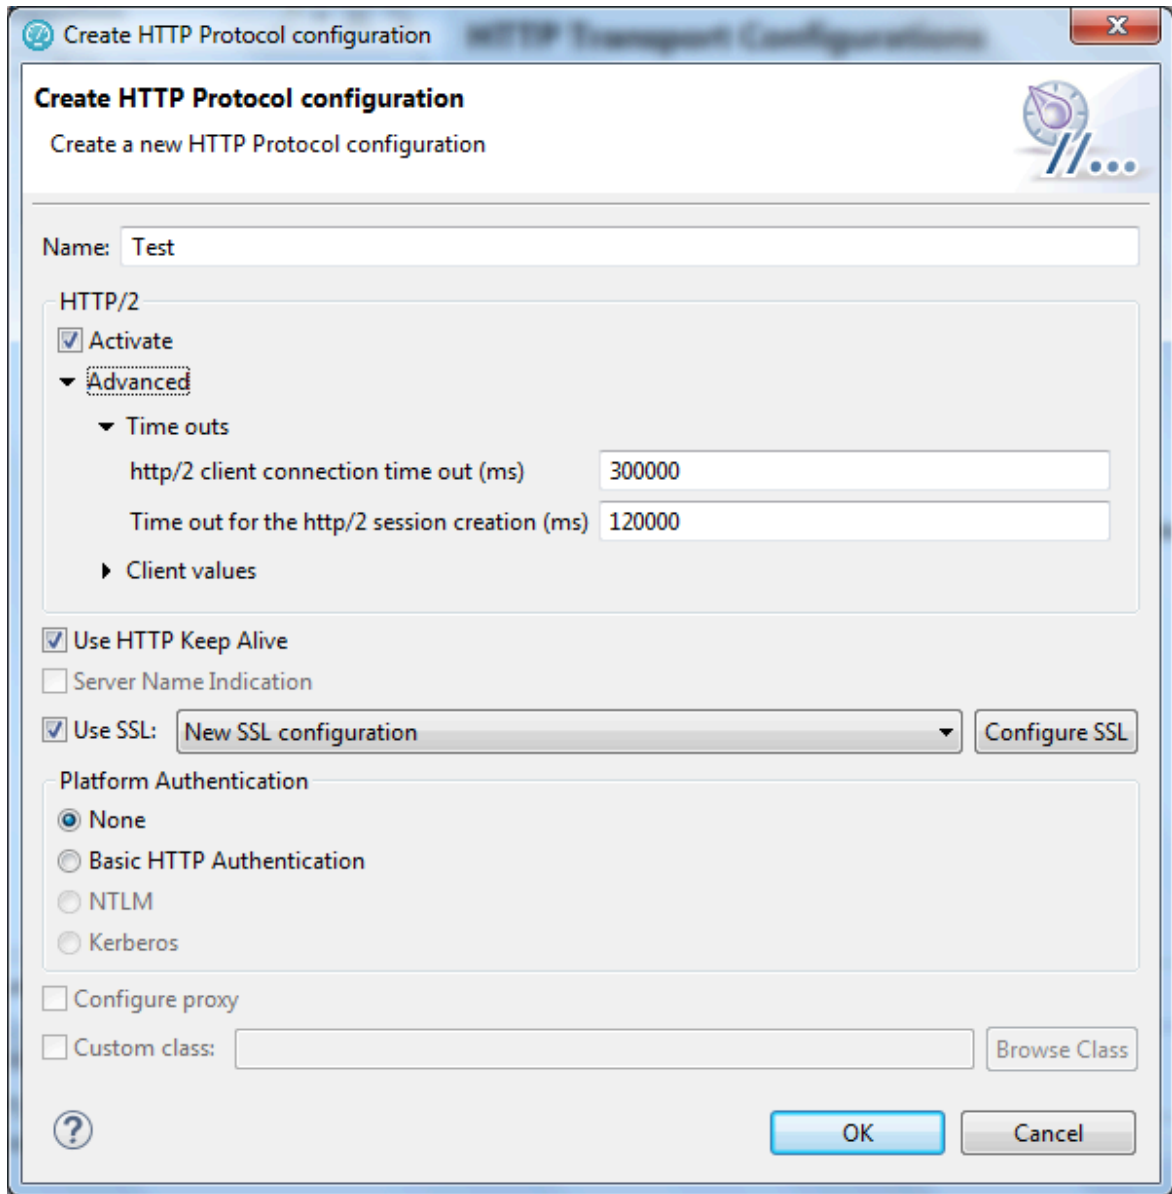 Create HTTP Protocol configuration HTTP Transport Configurations
Create HTTP Protocol configuration
Create a new HTTP Protocol configuration
Name: Test
HTTP/2
Activate
Advanced
Time outs
http/2 client connection time out (ms) 300000
Time out for the http/2 session creation (ms) 120000
Client values
Use HTTP Keep Alive
Server Name Indication
Use SSL: New SSL configuration Configure SSL
Platform Authentication
None
Basic HTTP Authentication
NTLM
Kerberos
Configure proxy
Custom class: Browse Class
OK Cancel